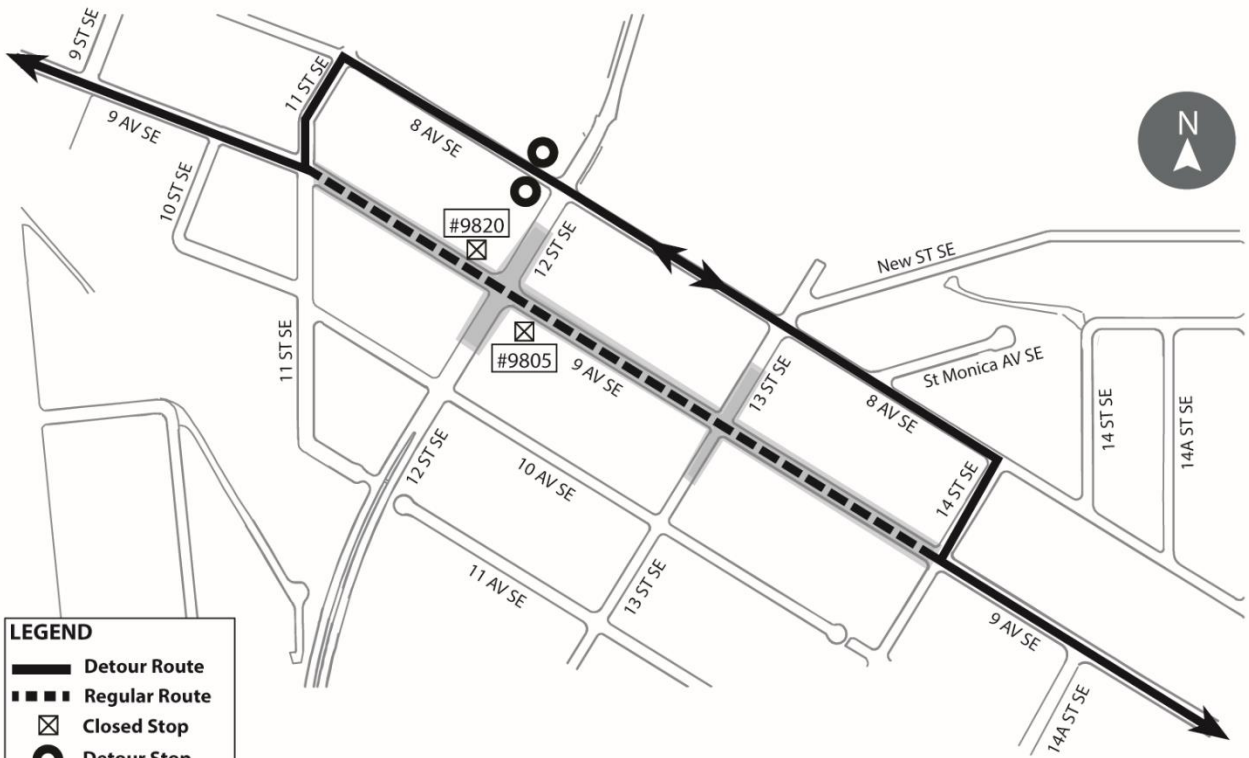 9 ST SE
11 ST SE
9 AV SE
8 AV SE
N
10 ST SE
#9820
12 ST SE
New ST SE
#9805
11 ST SE
9 AV SE
13 ST SE
St Monica AV SE
8 AV SE
14 ST SE
14A ST SE
12 ST SE
10 AV SE
14 ST SE
11 AV SE
13 ST SE
9 AV SE
14A ST SE
LEGEND
Detour Route
Regular Route
Closed Stop
Detour Stop